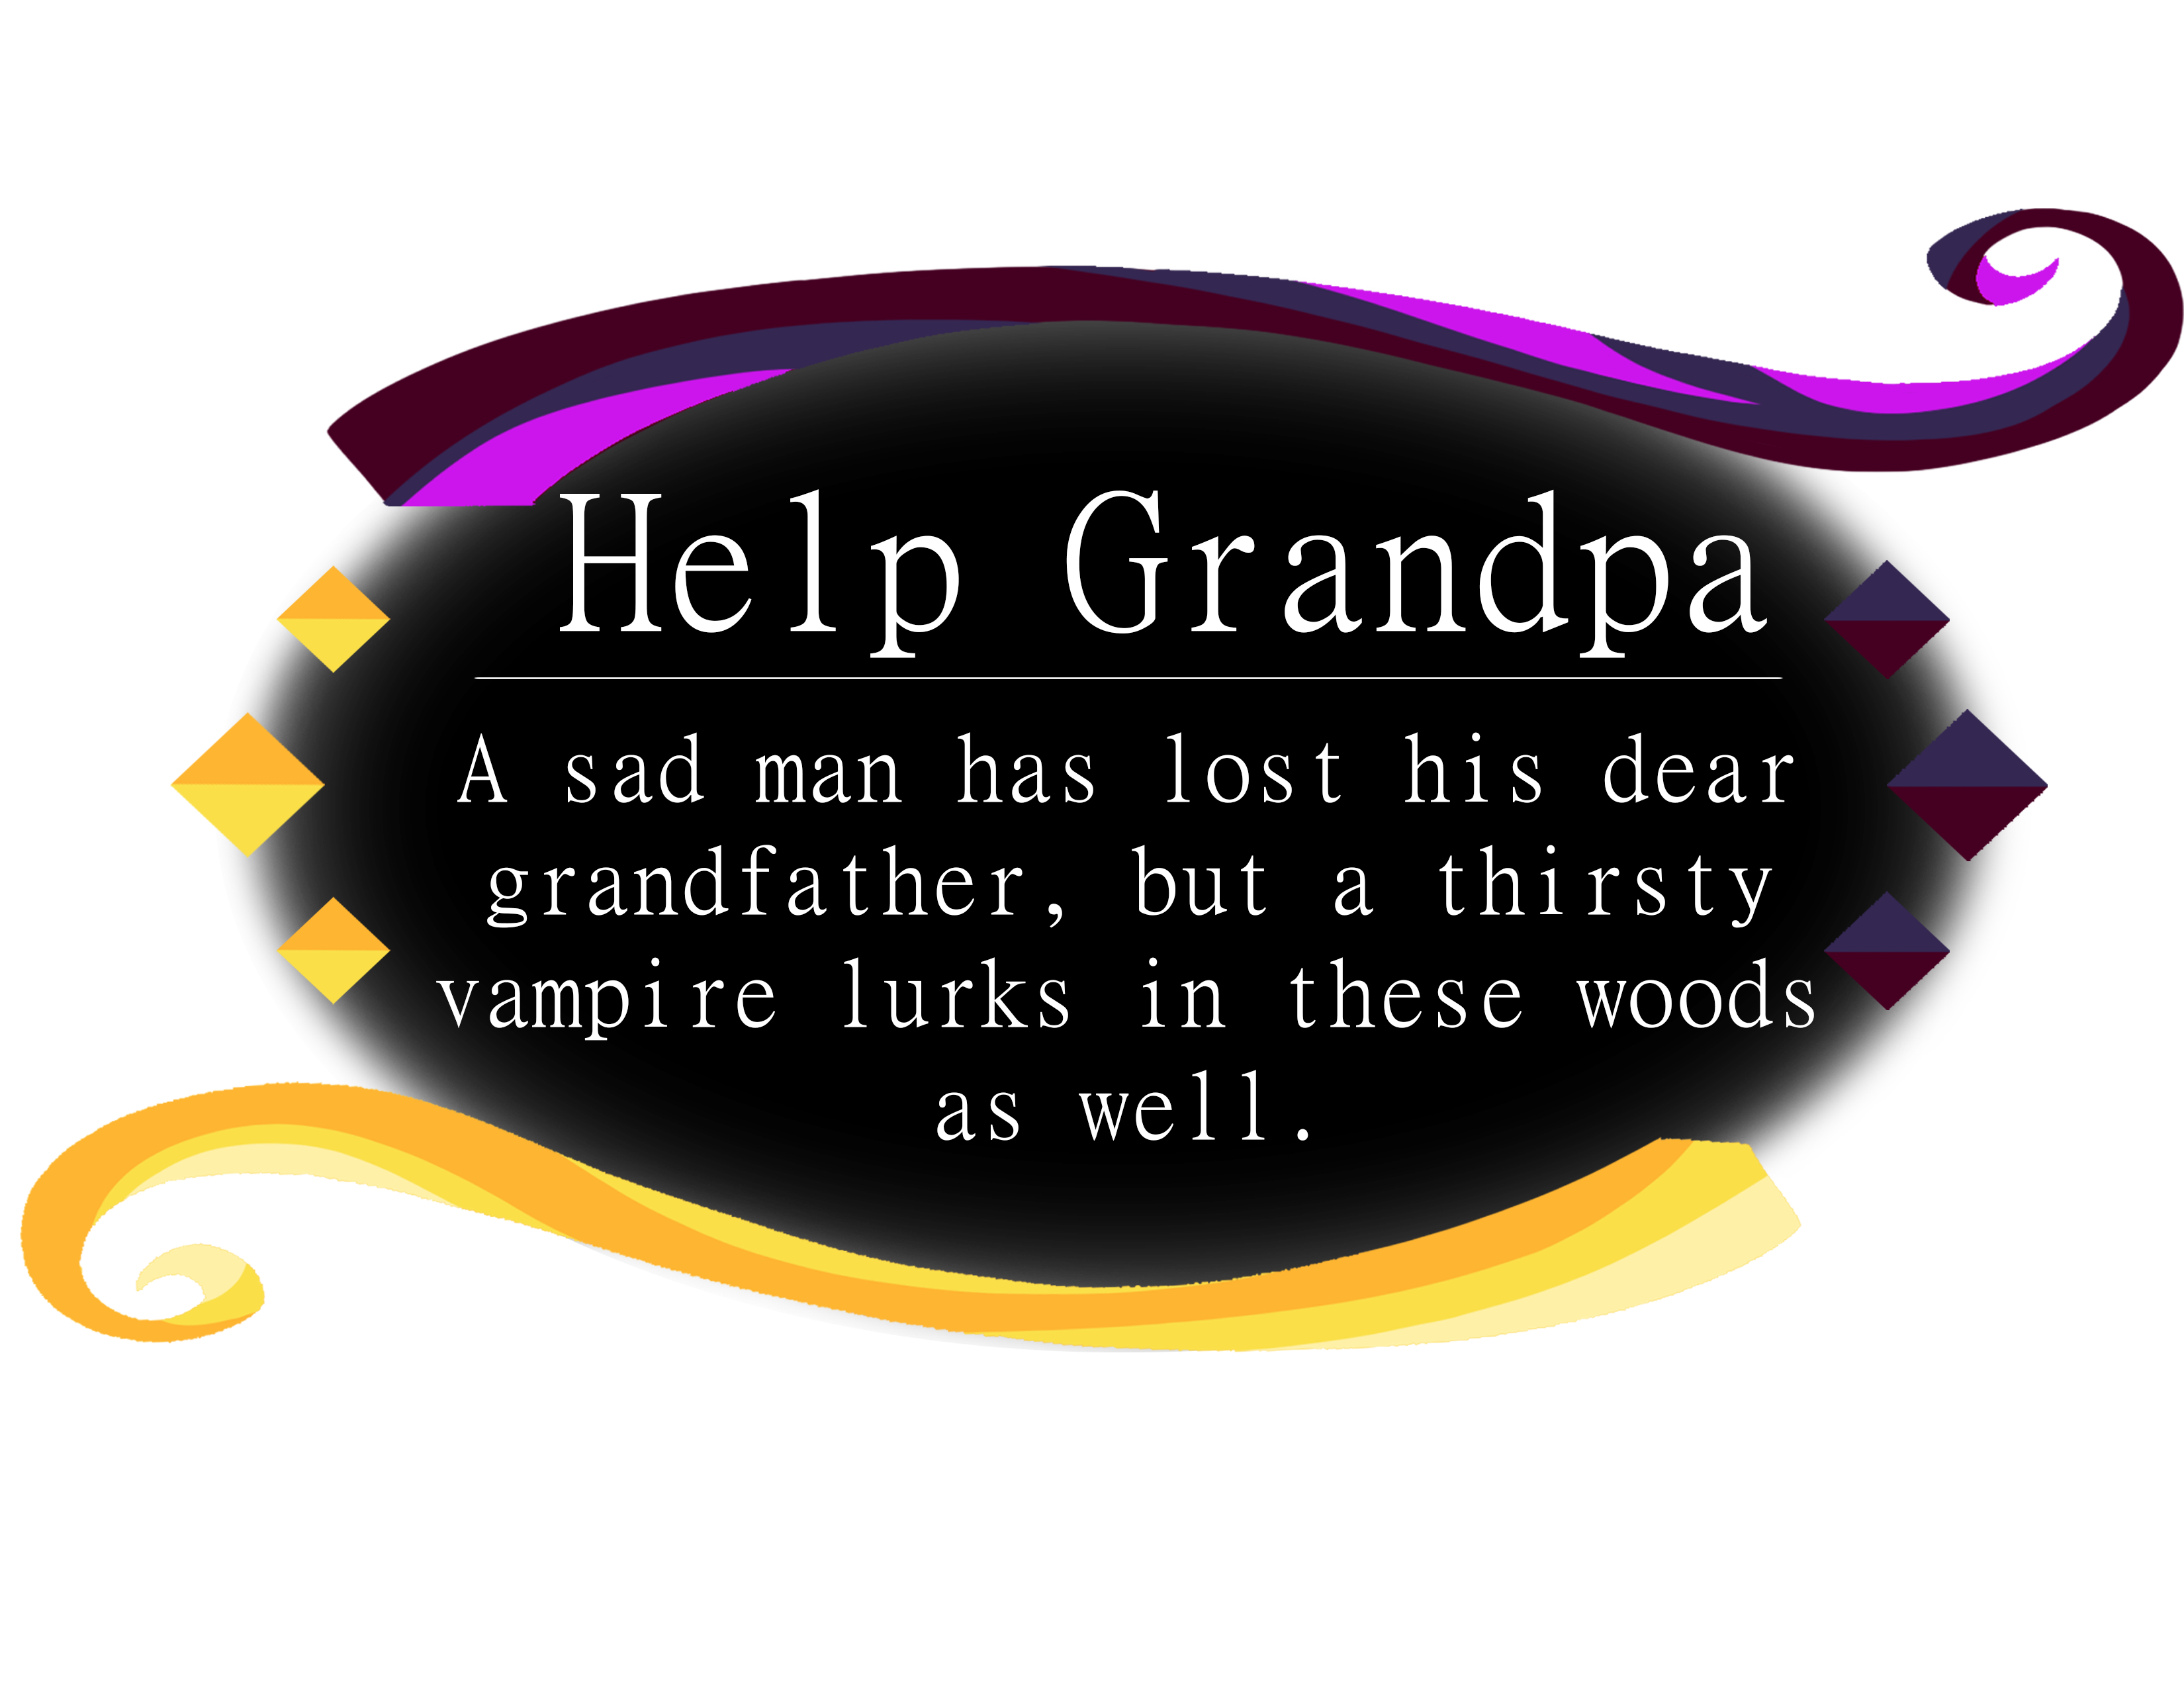 Help Grandpa
A sad man has lost his dear
grandfather, but a thirsty
vampire lurks in these woods
as well.